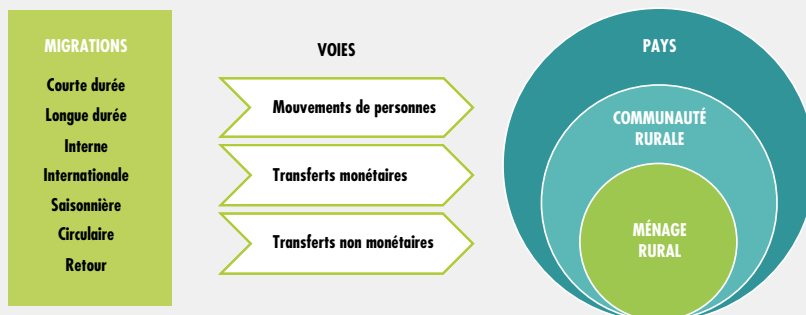 MIGRATIONS
Courte durée
Longue durée
Interne
Internationale
Saisonnière
Circulaire
Retour
VOIES
Mouvements de personnes
Transferts monétaires
Transferts non monétaires
PAYS
COMMUNAUTÉ
RURALE
MÉNAGE
RURAL